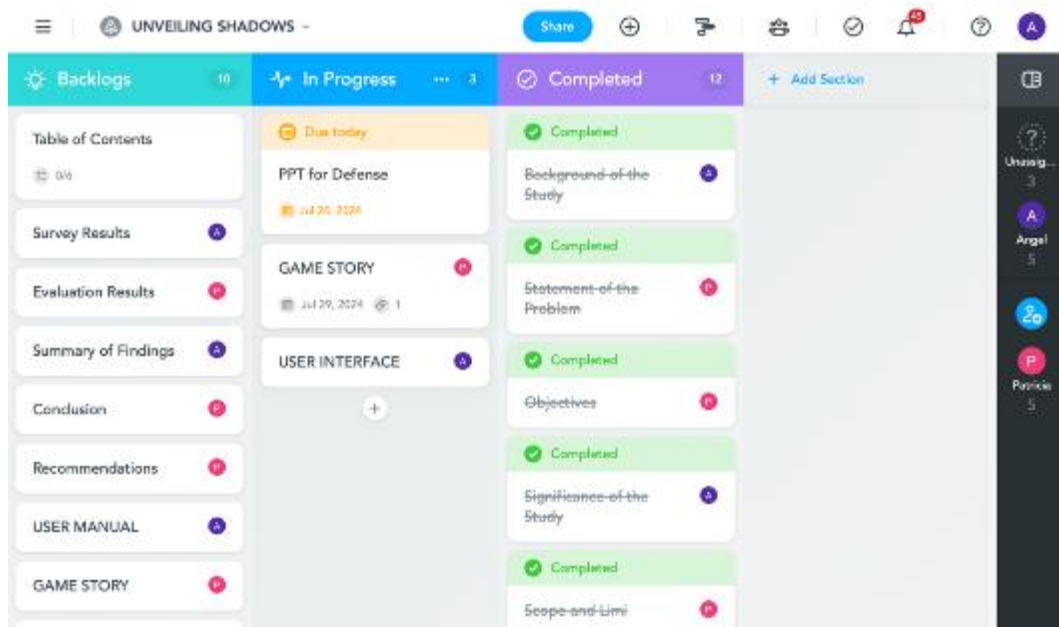 UNVEILING SHADOWS
Share
45
A
Backlogs 10
In Progress ... 3
Completed 12
+ Add Section
Table of Contents
0/6
Survey Results A
Evaluation Results P
Summary of Findings A
Conclusion P
Recommendations P
USER MANUAL A
GAME STORY P
Due today
PPT for Defense
Jul 26, 2024
GAME STORY P
Jul 29, 2024 1
USER INTERFACE A
+
Completed
Background of the A
Study
Completed
Statement of the P
Problem
Completed
Objectives P
Completed
Significance of the A
Study
Completed
Scope and Limi P
Unassig...
3
A
Angel
5
P
Patricia
5